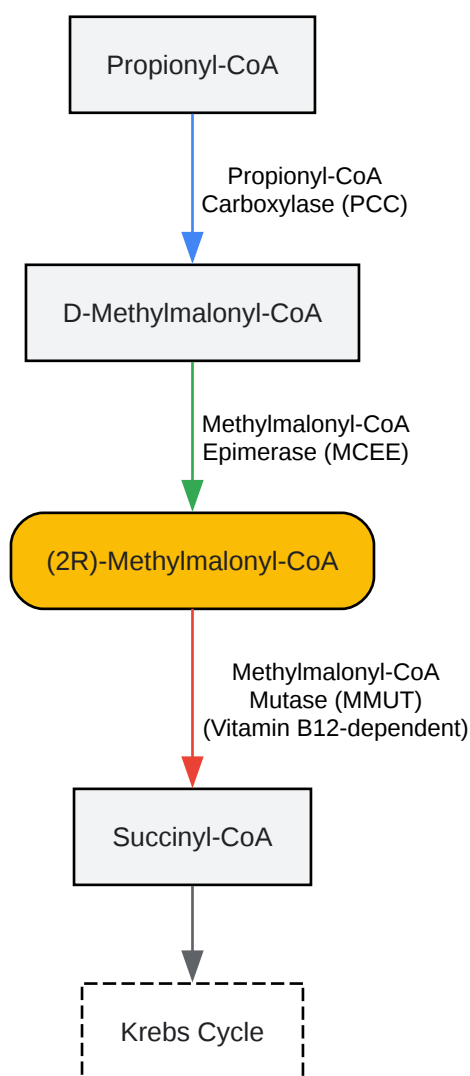 Propionyl-CoA
Propionyl-CoA
Carboxylase (PCC)
D-Methylmalonyl-CoA
Methylmalonyl-CoA
Epimerase (MCEE)
(2R)-Methylmalonyl-CoA
Methylmalonyl-CoA
Mutase (MMUT)
(Vitamin B12-dependent)
Succinyl-CoA
Krebs Cycle